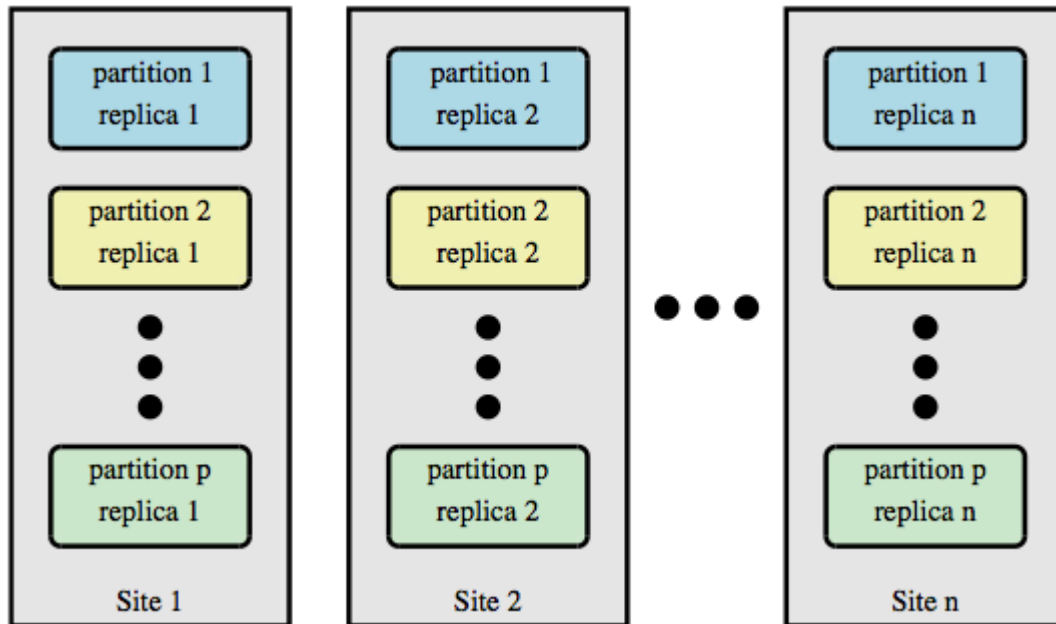 partition 1
replica 1
partition 2
replica 1
partition p
replica 1
Site 1
partition 1
replica 2
partition 2
replica 2
partition p
replica 2
Site 2
partition 1
replica n
partition 2
replica n
partition p
replica n
Site n